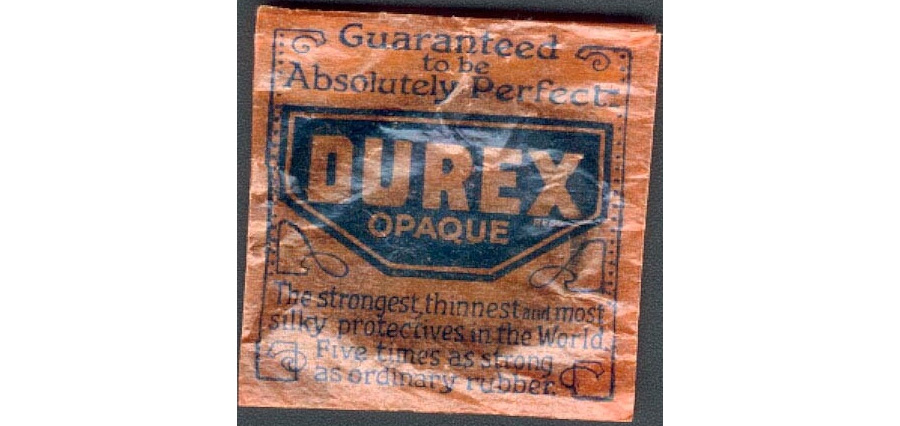 Guaranteed
to be
Absolutely Perfect
DUREX
OPAQUE
The strongest, thinnest and most
silky protectives in the World.
Five times as strong
as ordinary rubber.